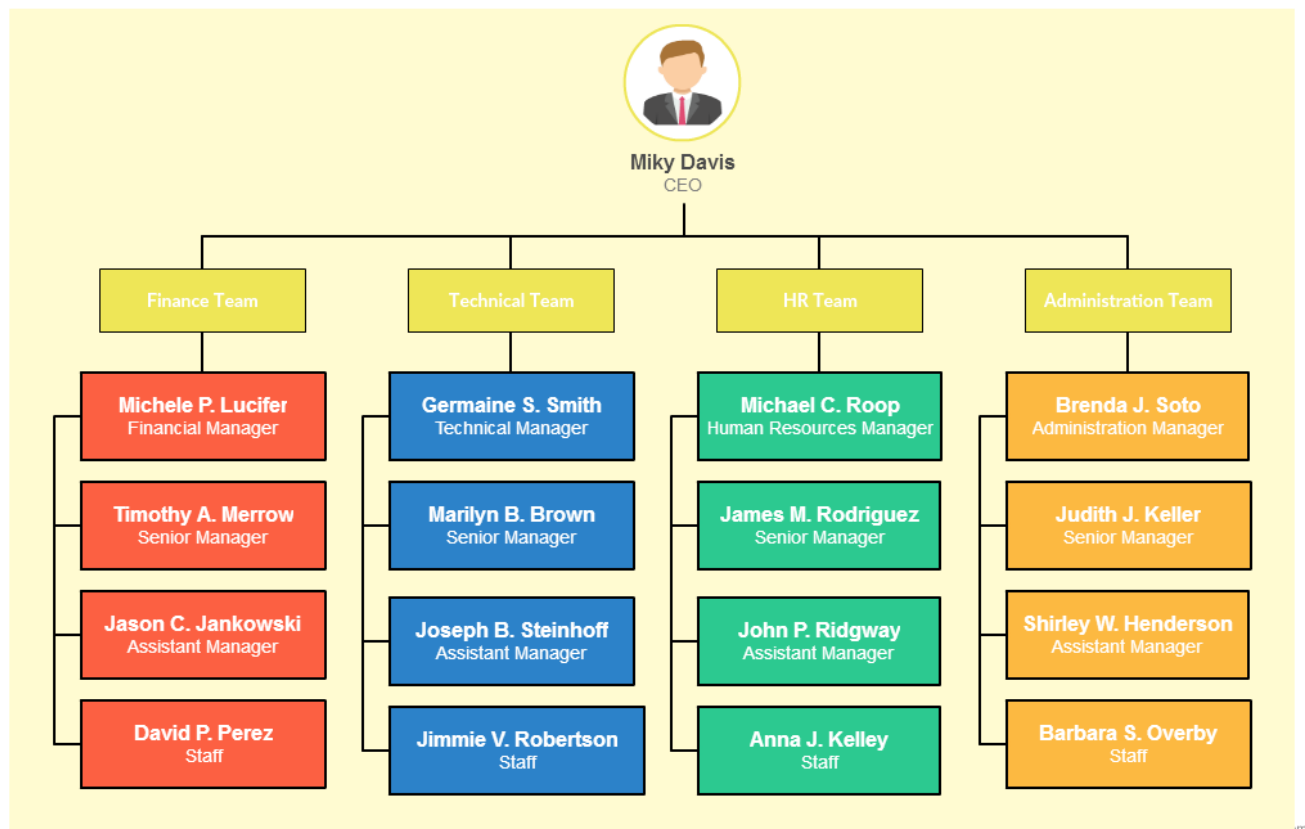 Miky Davis
CEO
Finance Team
Technical Team
HR Team
Administration Team
Michele P. Lucifer
Financial Manager
Germaine S. Smith
Technical Manager
Michael C. Roop
Human Resources Manager
Brenda J. Soto
Administration Manager
Timothy A. Merrow
Senior Manager
Marilyn B. Brown
Senior Manager
James M. Rodriguez
Senior Manager
Judith J. Keller
Senior Manager
Jason C. Jankowski
Assistant Manager
Joseph B. Steinhoff
Assistant Manager
John P. Ridgway
Assistant Manager
Shirley W. Henderson
Assistant Manager
David P. Perez
Staff
Jimmie V. Robertson
Staff
Anna J. Kelley
Staff
Barbara S. Overby
Staff